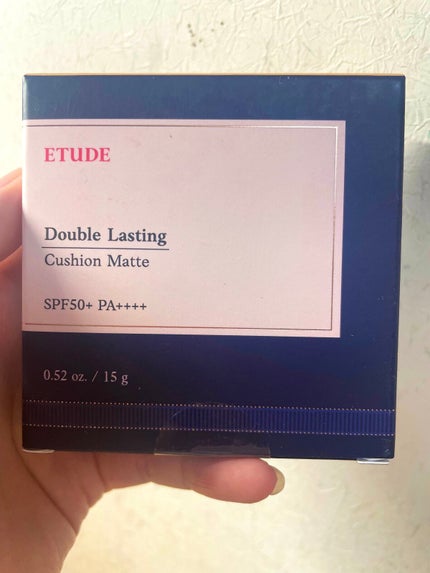 ETUDE
Double Lasting
Cushion Matte
SPF50+ PA++++
0.52 oz. / 15 g